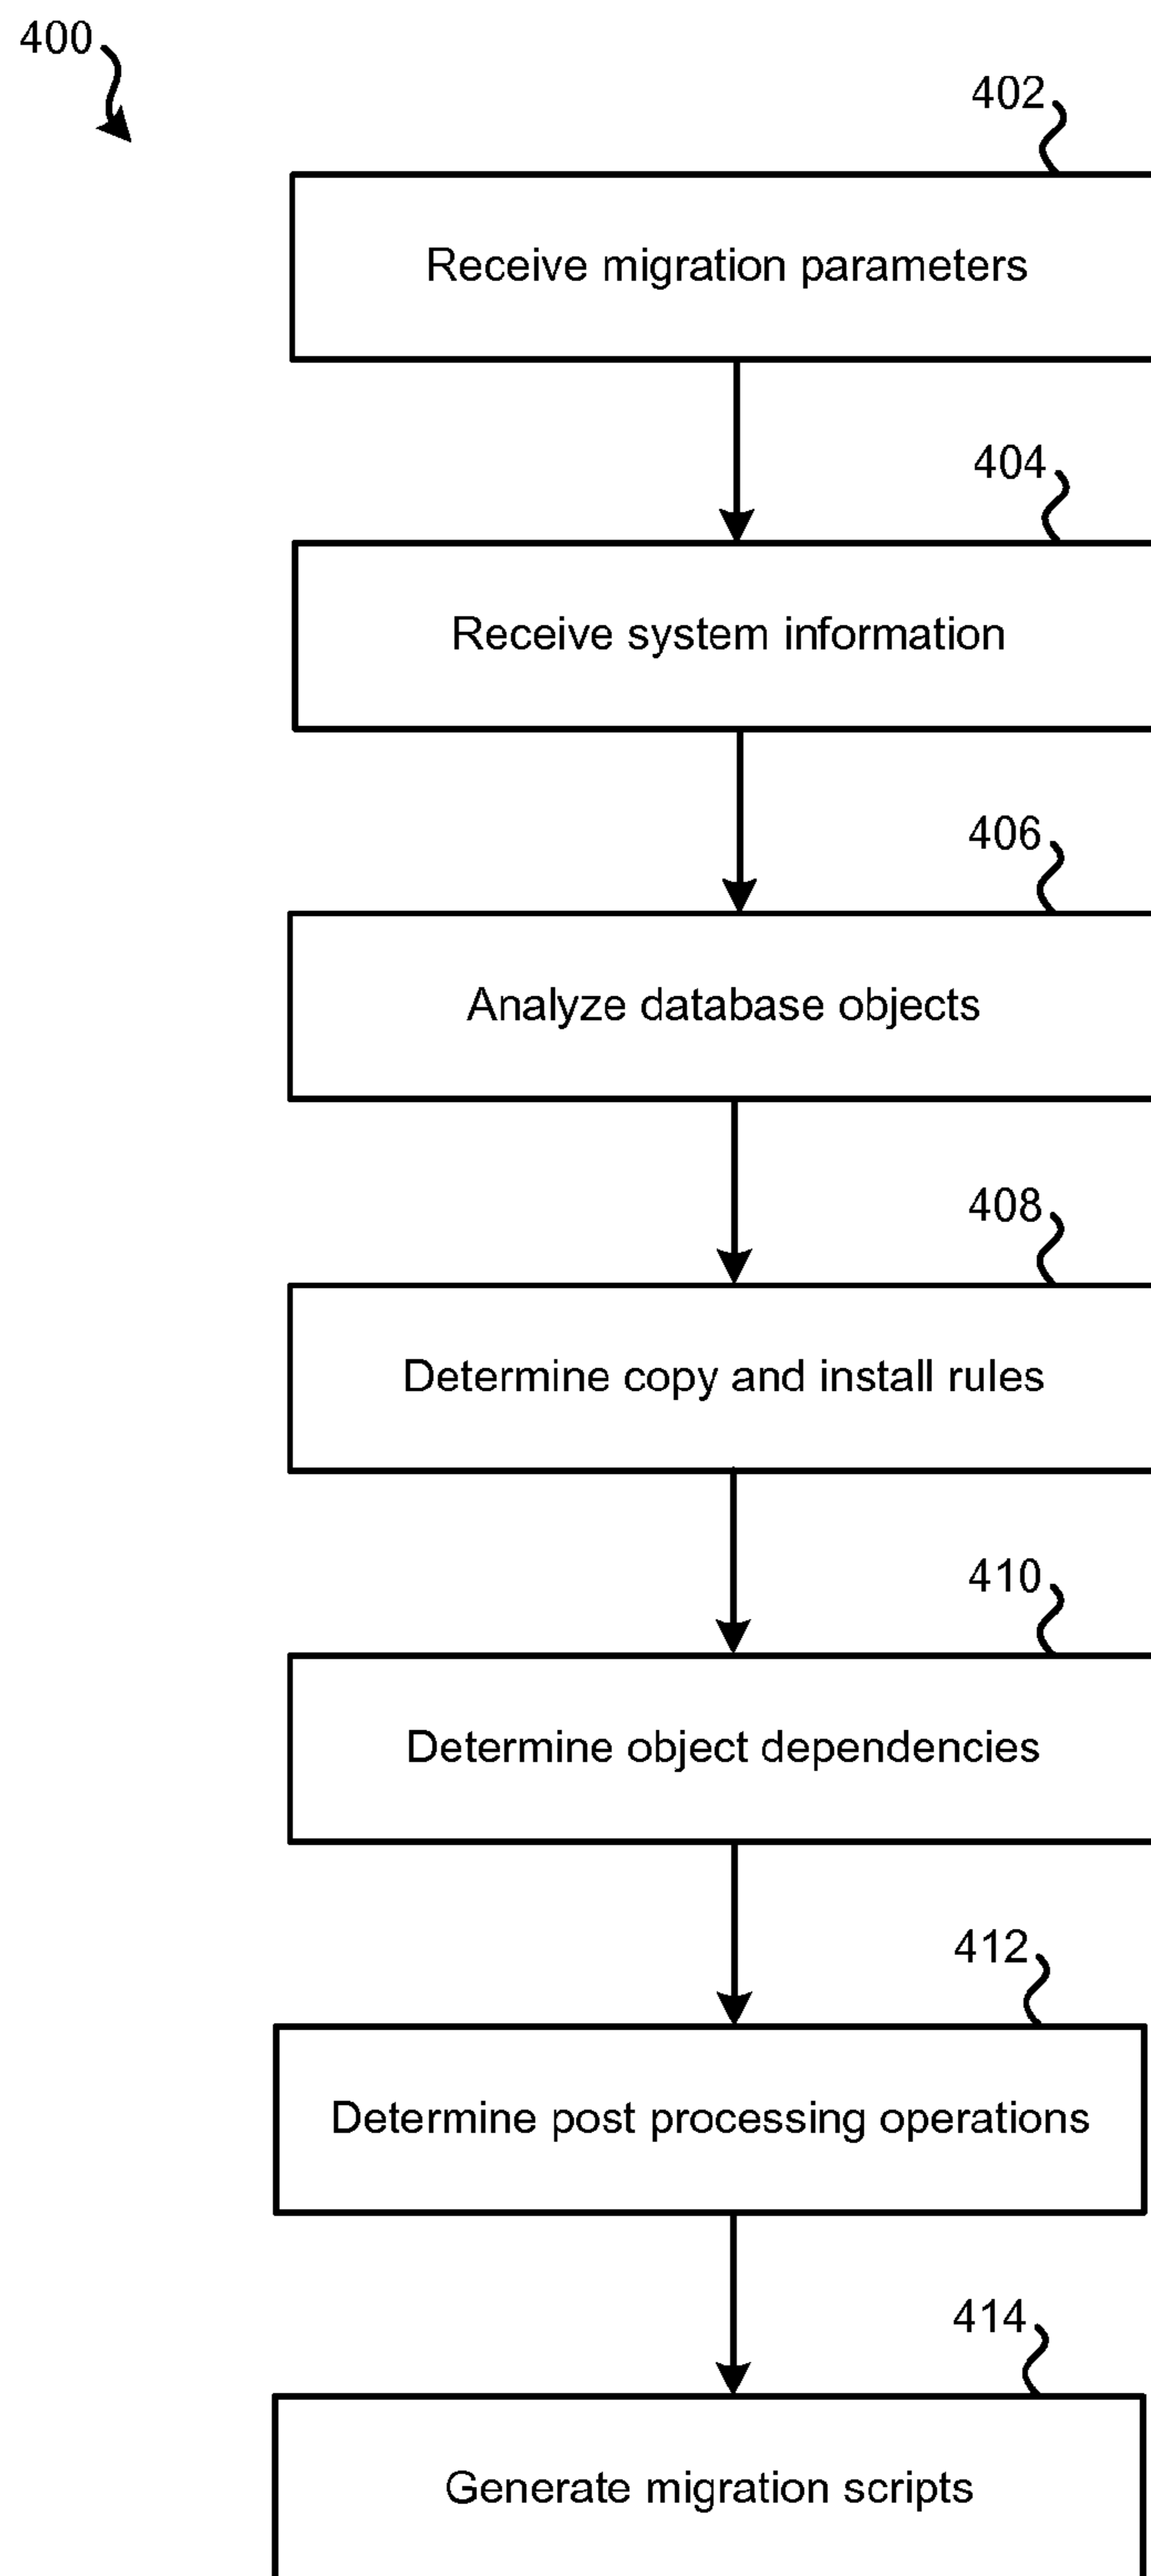 400
402
Receive migration parameters
404
Receive system information
406
Analyze database objects
408
Determine copy and install rules
410
Determine object dependencies
412
Determine post processing operations
414
Generate migration scripts